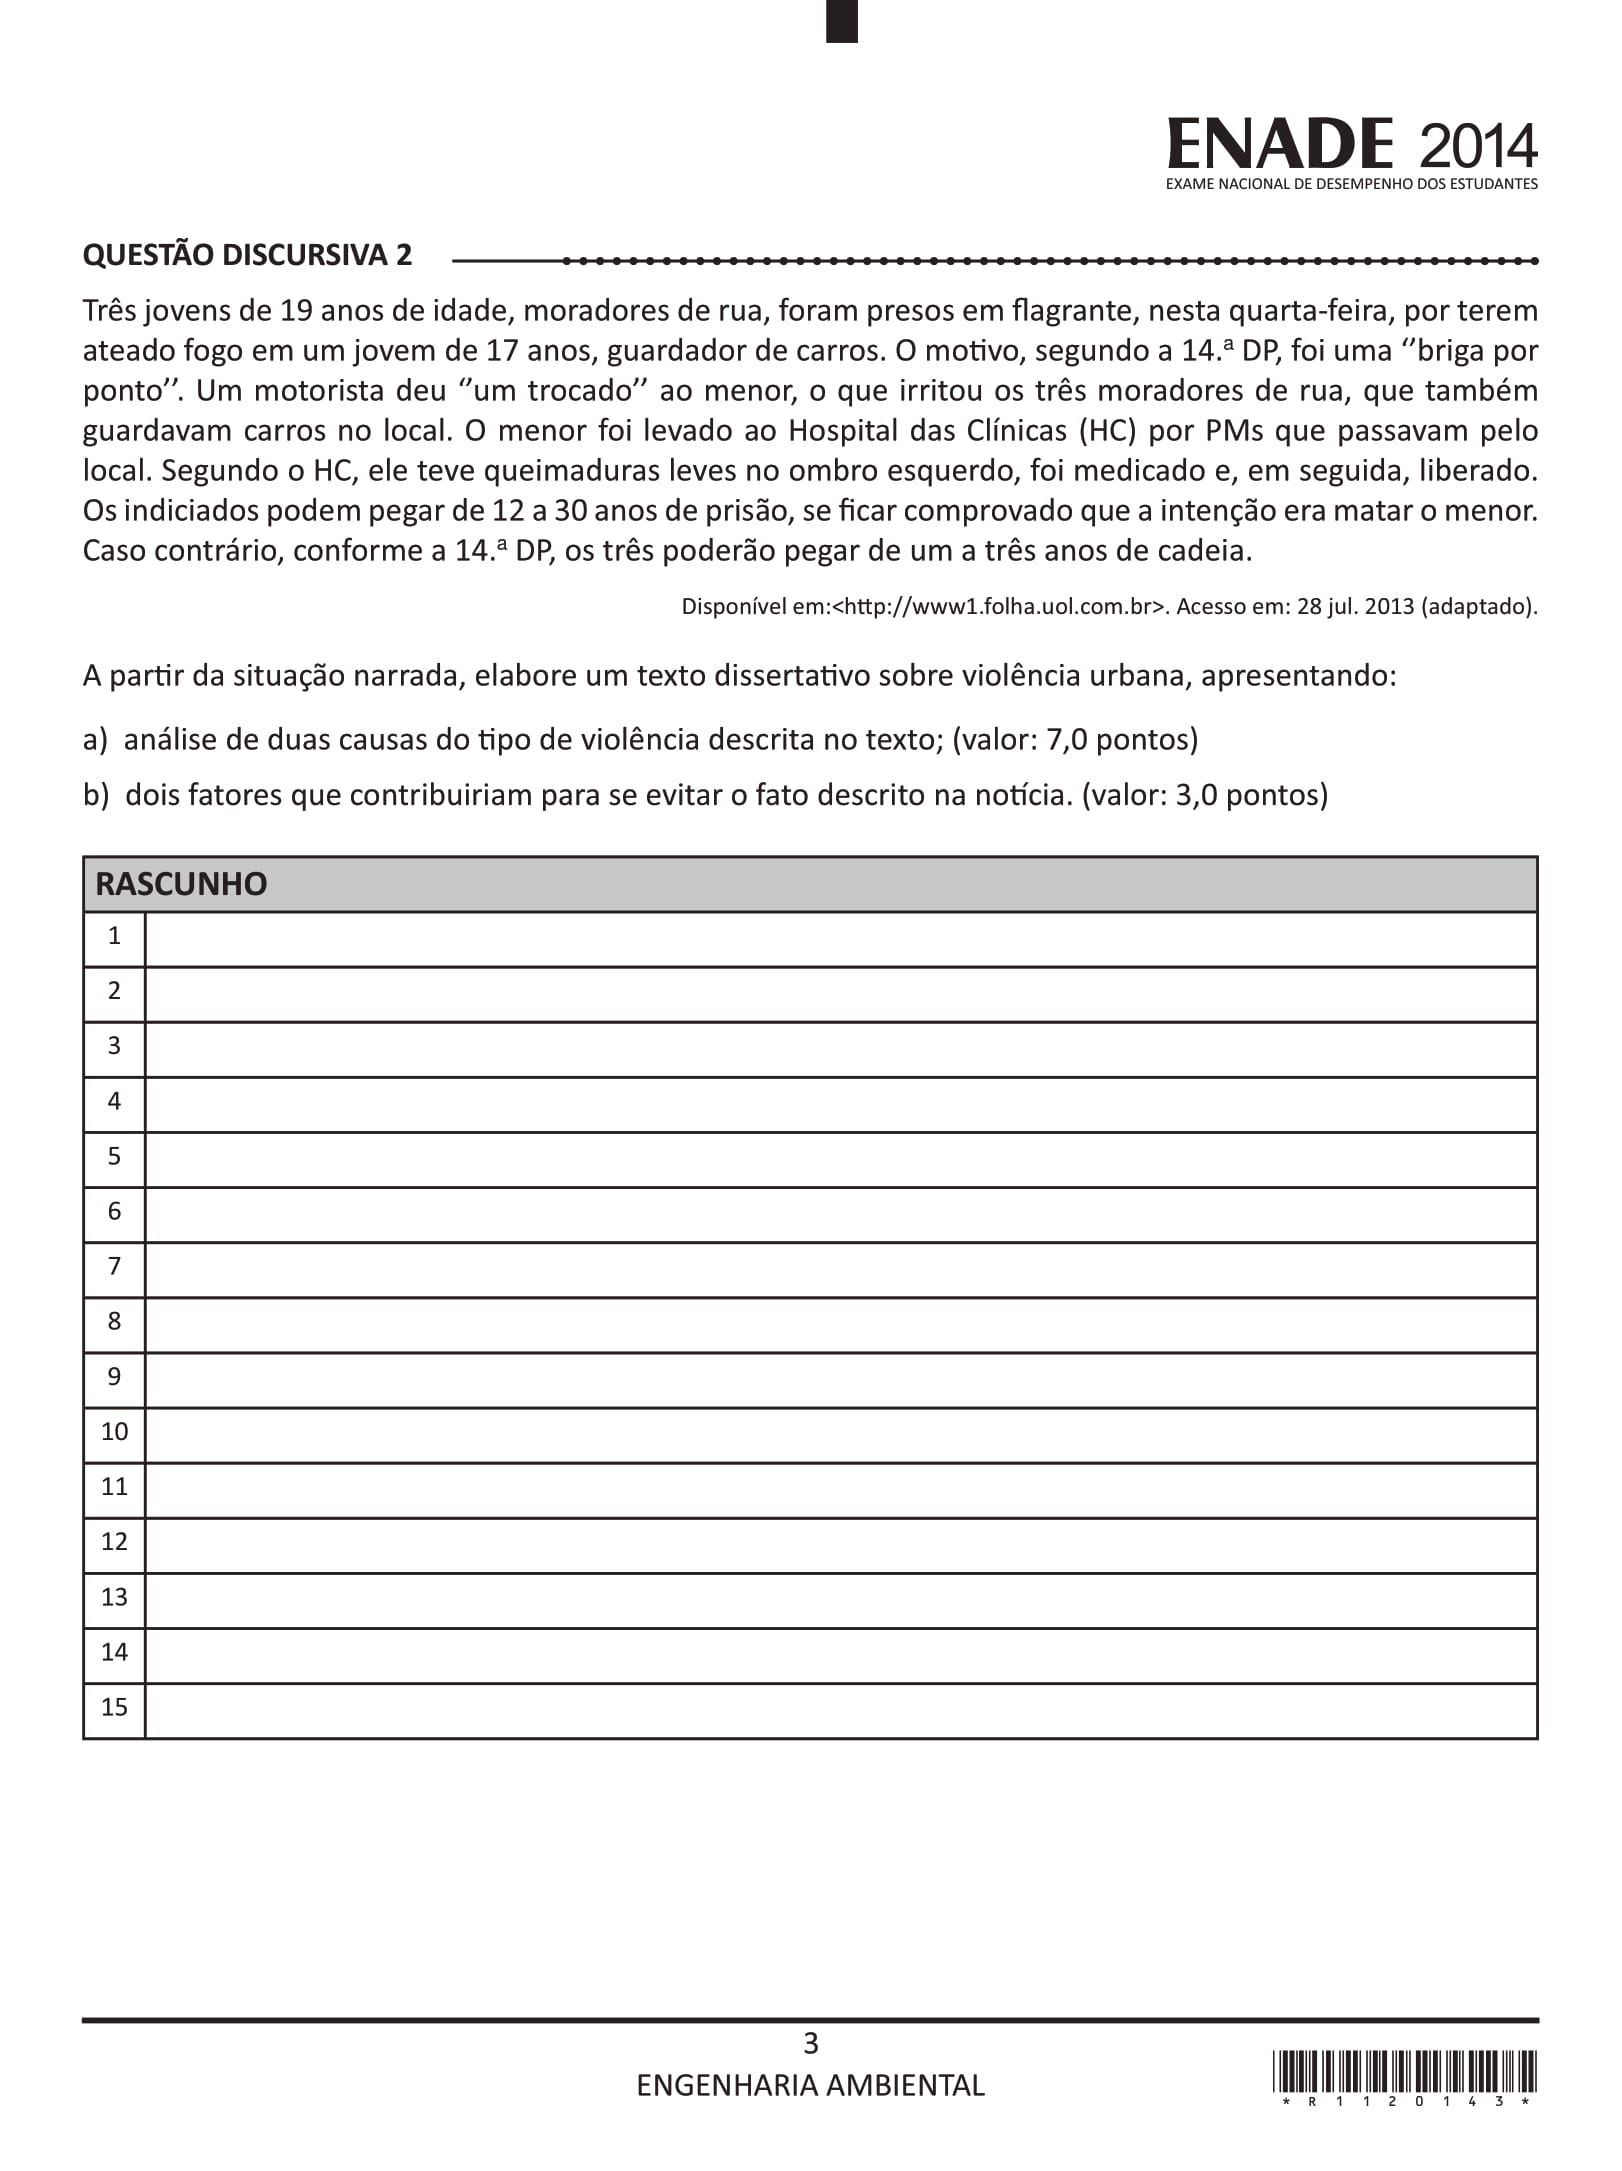 ENADE 2014
EXAME NACIONAL DE DESEMPENHO DOS ESTUDANTES
QUESTÃO DISCURSIVA 2
Três jovens de 19 anos de idade, moradores de rua, foram presos em flagrante, nesta quarta-feira, por terem
ateado fogo em um jovem de 17 anos, guardador de carros. O motivo, segundo a 14.ª DP, foi uma ‘‘briga por
ponto’’. Um motorista deu ‘‘um trocado’’ ao menor, o que irritou os três moradores de rua, que também
guardavam carros no local. O menor foi levado ao Hospital das Clínicas (HC) por PMs que passavam pelo
local. Segundo o HC, ele teve queimaduras leves no ombro esquerdo, foi medicado e, em seguida, liberado.
Os indiciados podem pegar de 12 a 30 anos de prisão, se ficar comprovado que a intenção era matar o menor.
Caso contrário, conforme a 14.ª DP, os três poderão pegar de um a três anos de cadeia.
Disponível em:<http://www1.folha.uol.com.br>. Acesso em: 28 jul. 2013 (adaptado).
A partir da situação narrada, elabore um texto dissertativo sobre violência urbana, apresentando:
a) análise de duas causas do tipo de violência descrita no texto; (valor: 7,0 pontos)
b) dois fatores que contribuiriam para se evitar o fato descrito na notícia. (valor: 3,0 pontos)
RASCUNHO
1
2
3
4
5
6
7
8
9
10
11
12
13
14
15
3
ENGENHARIA AMBIENTAL
* R 1 1 2 0 1 4 3 *